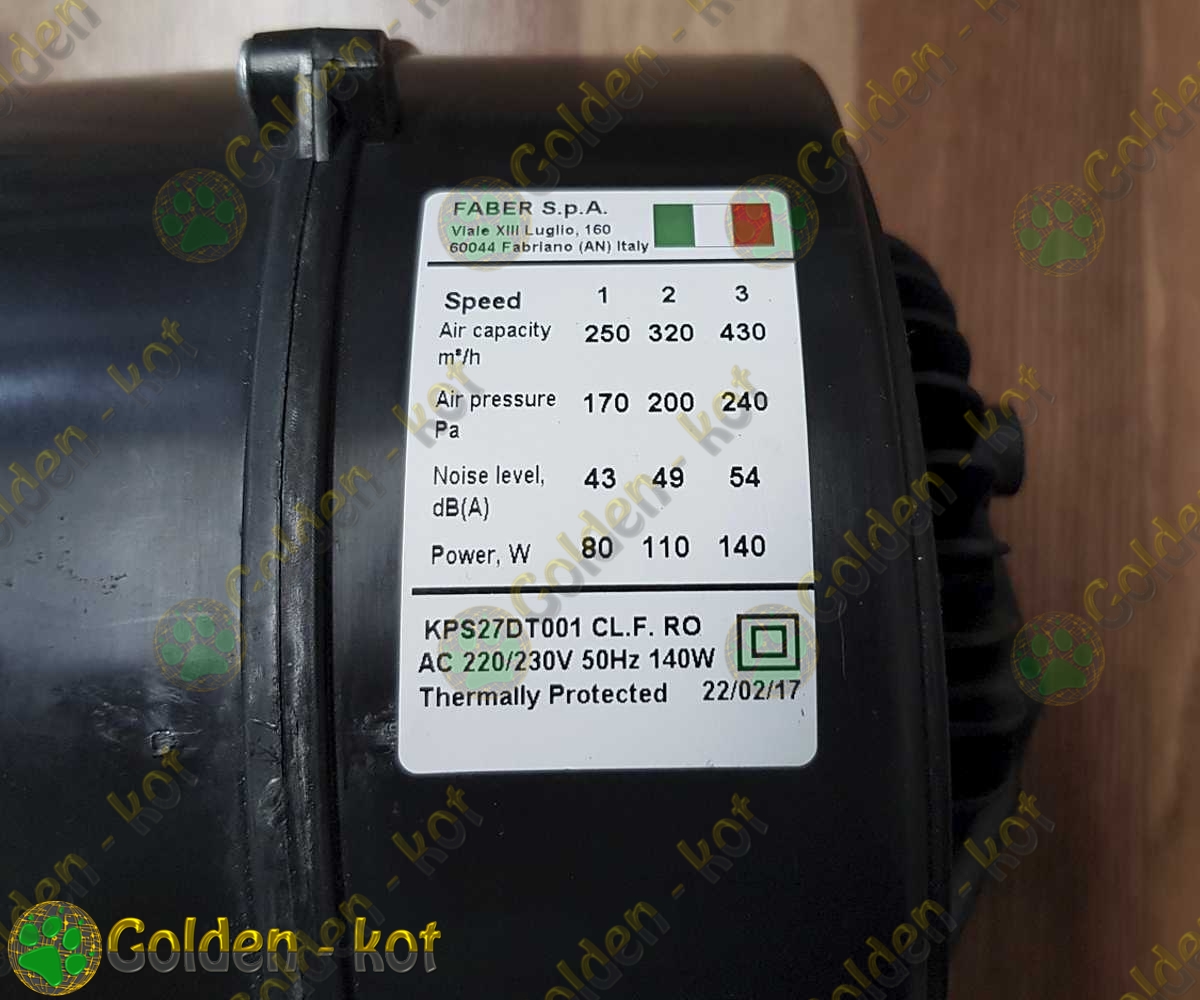 FABER S.p.A.
Viale XIII Luglio, 160
60044 Fabriano (AN) Italy
Speed 1 2 3
Air capacity m³/h 250 320 430
Air pressure Pa 170 200 240
Noise level, dB(A) 43 49 54
Power, W 80 110 140
KPS27DT001 CL.F. RO
AC 220/230V 50Hz 140W
Thermally Protected 22/02/17
Golden - kot